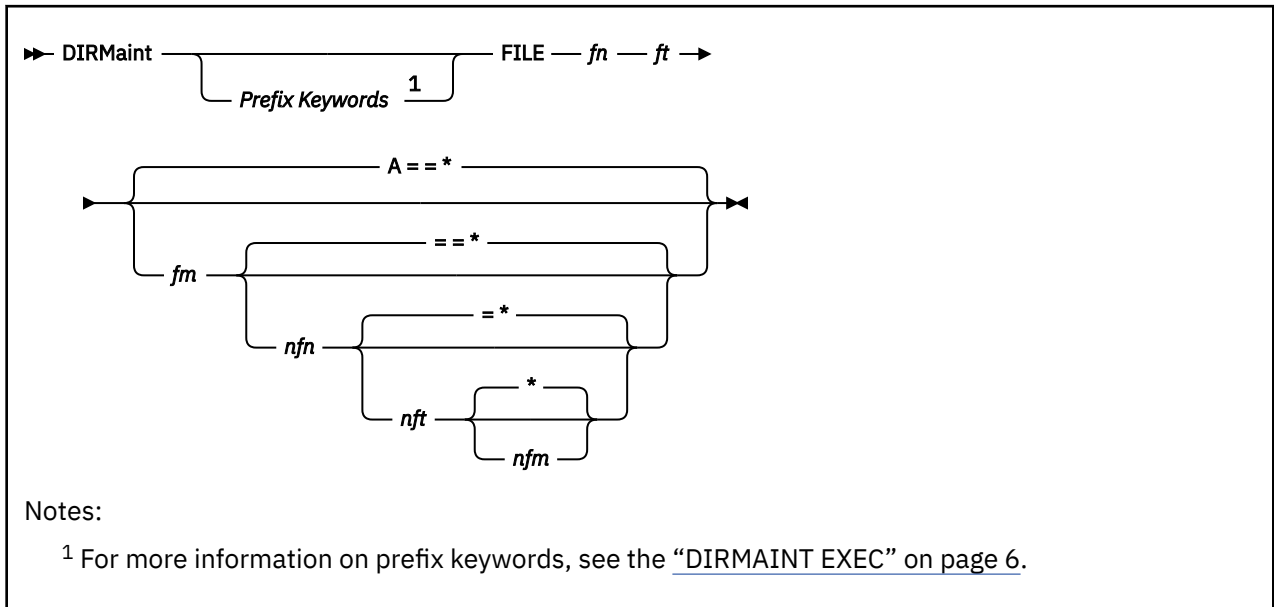 DIRMaint FILE fn ft
Prefix Keywords 1
A = = *
= = *
fm
= *
nfn
*
nft
nfm
Notes:
1 For more information on prefix keywords, see the “DIRMAINT EXEC” on page 6.